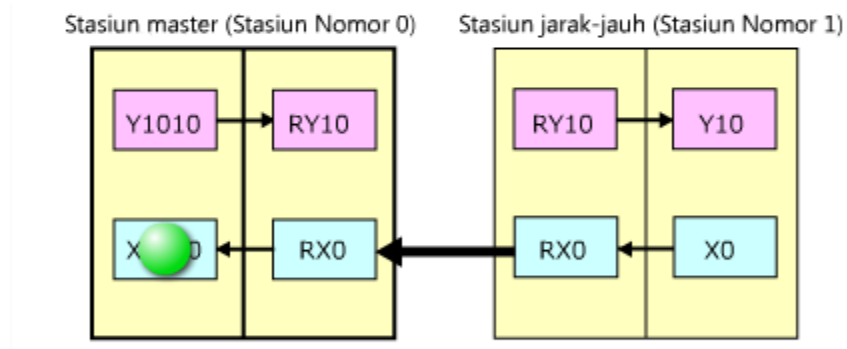 Stasiun master (Stasiun Nomor 0) Stasiun jarak-jauh (Stasiun Nomor 1)
Y1010 RY10 RY10 Y10
RX0 RX0 X0